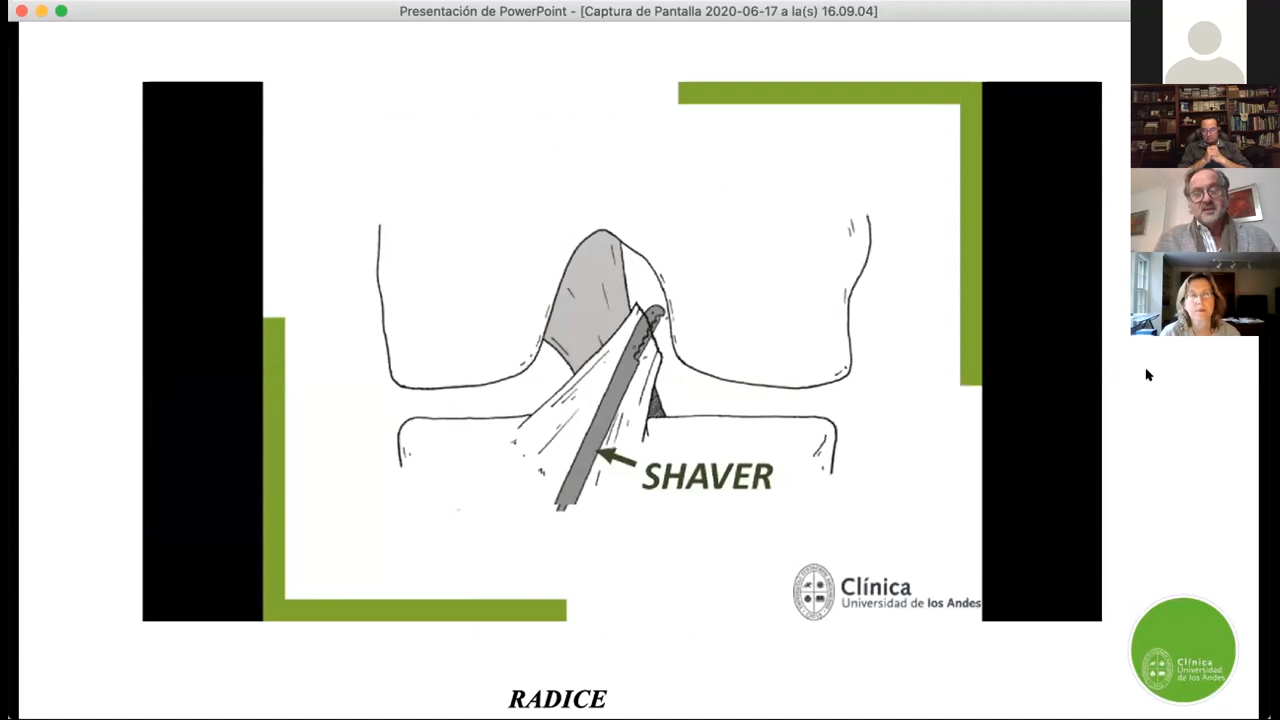 Presentación de PowerPoint - [Captura de Pantalla 2020-06-17 a la(s) 16.09.04]
SHAVER
Clínica
Universidad de los Andes
Clínica
Universidad
de los Andes
RADICE